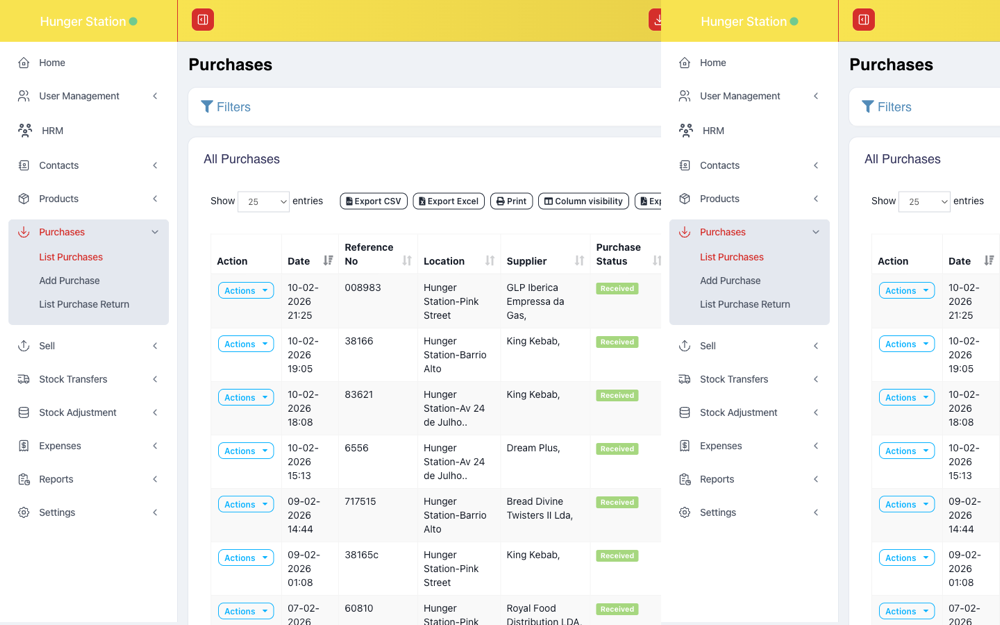 Hunger Station
Home
User Management
HRM
Contacts
Products
Purchases
List Purchases
Add Purchase
List Purchase Return
Sell
Stock Transfers
Stock Adjustment
Expenses
Reports
Settings
Purchases
Filters
All Purchases
Show 25 entries
Export CSV
Export Excel
Print
Column visibility
Action
Date
Reference
No
Location
Supplier
Purchase
Status
Actions
10-02-
2026
21:25
008983
Hunger
Station-Pink
Street
GLP Iberica
Empressa da
Gas,
Received
Actions
10-02-
2026
19:05
38166
Hunger
Station-Barrio
Alto
King Kebab,
Received
Actions
10-02-
2026
18:08
83621
Hunger
Station-Av 24
de Julho..
King Kebab,
Received
Actions
10-02-
2026
15:13
6556
Hunger
Station-Av 24
de Julho..
Dream Plus,
Received
Actions
09-02-
2026
14:44
717515
Hunger
Station-Barrio
Alto
Bread Divine
Twisters II Lda,
Received
Actions
09-02-
2026
01:08
38165c
Hunger
Station-Pink
Street
King Kebab,
Received
Actions
07-02-
2026
60810
Hunger
Station-Pink
Royal Food
Distribution LDA,
Received
Hunger Station
Home
User Management
HRM
Contacts
Products
Purchases
List Purchases
Add Purchase
List Purchase Return
Sell
Stock Transfers
Stock Adjustment
Expenses
Reports
Settings
Purchases
Filters
All Purchases
Show 25 entries
Action
Date
Actions
10-02-
2026
21:25
Actions
10-02-
2026
19:05
Actions
10-02-
2026
18:08
Actions
10-02-
2026
15:13
Actions
09-02-
2026
14:44
Actions
09-02-
2026
01:08
Actions
07-02-
2026